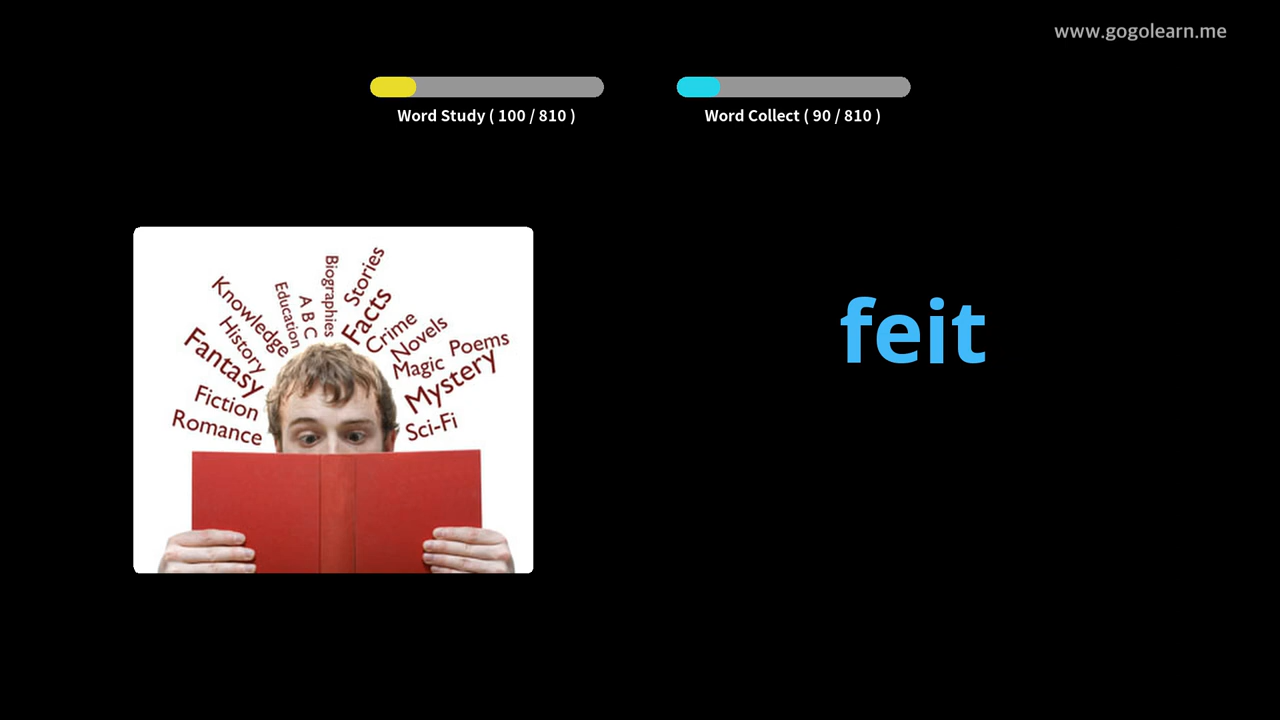 www.gogolearn.me
Word Study ( 100 / 810 )
Word Collect ( 90 / 810 )
Knowledge
Education
A B C
Biographies
Stories
Facts
History
Crime
Novels
Fantasy
Magic
Poems
Mystery
Fiction
Romance
Sci-Fi
feit